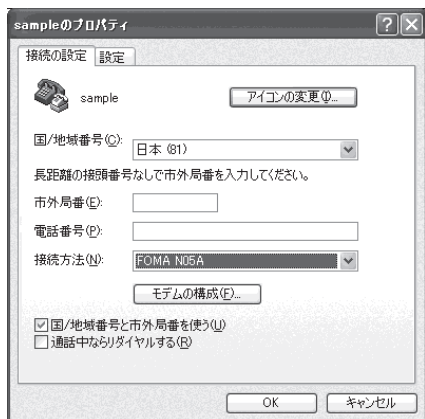 sampleのプロパティ
接続の設定 設定
sample
アイコンの変更(I)...
国/地域番号(C):
日本 (81)
長距離の接頭番号なしで市外局番を入力してください。
市外局番(E):
電話番号(P):
接続方法(N):
FOMA N05A
モデムの構成(F)...
国/地域番号と市外局番を使う(U)
通話中ならリダイヤルする(R)
OK キャンセル